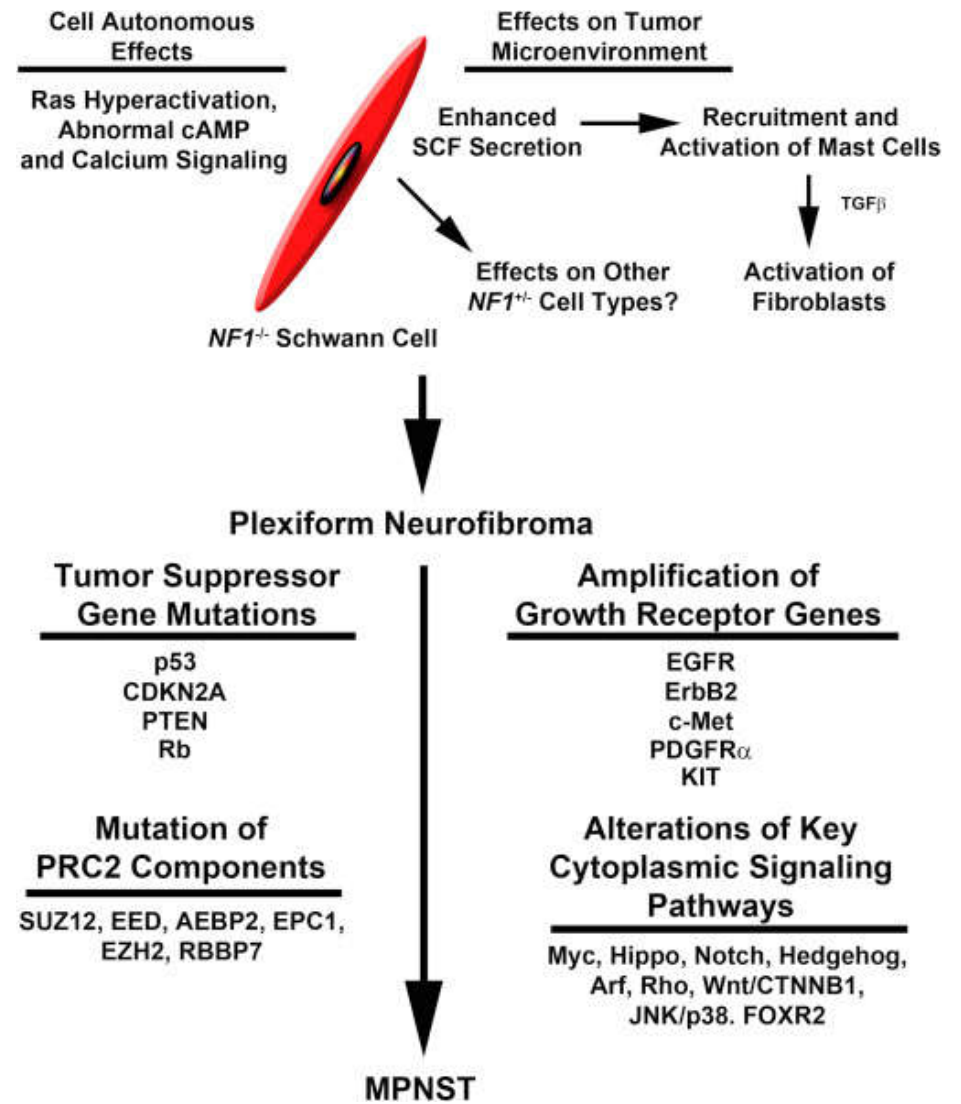 Cell Autonomous
Effects
Ras Hyperactivation,
Abnormal cAMP
and Calcium Signaling
Effects on Tumor
Microenvironment
Enhanced
SCF Secretion
Recruitment and
Activation of Mast Cells
TGFβ
Activation of
Fibroblasts
Effects on Other
NF1+/- Cell Types?
NF1-/- Schwann Cell
Plexiform Neurofibroma
Tumor Suppressor
Gene Mutations
p53
CDKN2A
PTEN
Rb
Amplification of
Growth Receptor Genes
EGFR
ErbB2
c-Met
PDGFRα
KIT
Mutation of
PRC2 Components
SUZ12, EED, AEBP2, EPC1,
EZH2, RBBP7
Alterations of Key
Cytoplasmic Signaling
Pathways
Myc, Hippo, Notch, Hedgehog,
Arf, Rho, Wnt/CTNNB1,
JNK/p38. FOXR2
MPNST